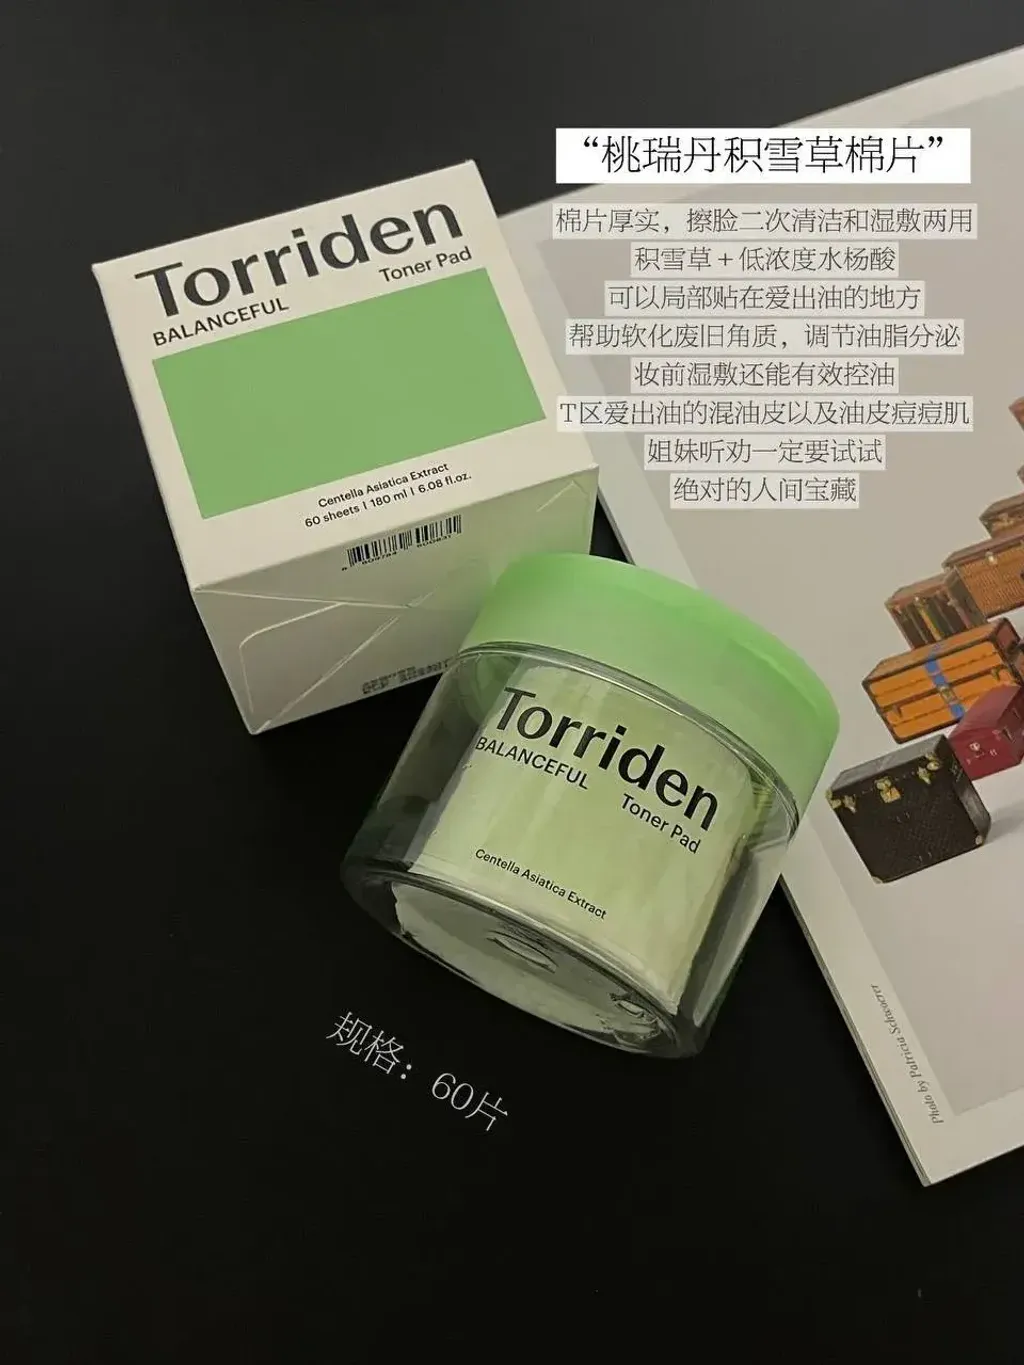 “桃瑞丹积雪草棉片”
棉片厚实，擦脸二次清洁和湿敷两用
积雪草＋低浓度水杨酸
可以局部贴在爱出油的地方
帮助软化废旧角质，调节油脂分泌
妆前湿敷还能有效控油
T区爱出油的混油皮以及油皮痘痘肌
姐妹听劝一定要试试
绝对的人间宝藏
Torriden
BALANCEFUL
Toner Pad
Centella Asiatica Extract
60 sheets | 180 ml | 6.08 fl.oz.
Torriden
BALANCEFUL
Toner Pad
Centella Asiatica Extract
规格：60片
Photo by Patricia Schwoerer